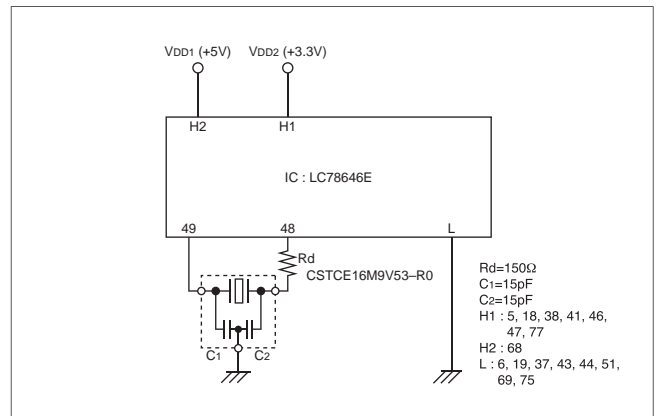 VDD1 (+5V) VDD2 (+3.3V)
H2 H1
IC : LC78646E
49 48 L
Rd
CSTCE16M9V53–R0
C1 C2
Rd=150Ω
C1=15pF
C2=15pF
H1 : 5, 18, 38, 41, 46,
47, 77
H2 : 68
L : 6, 19, 37, 43, 44, 51,
69, 75